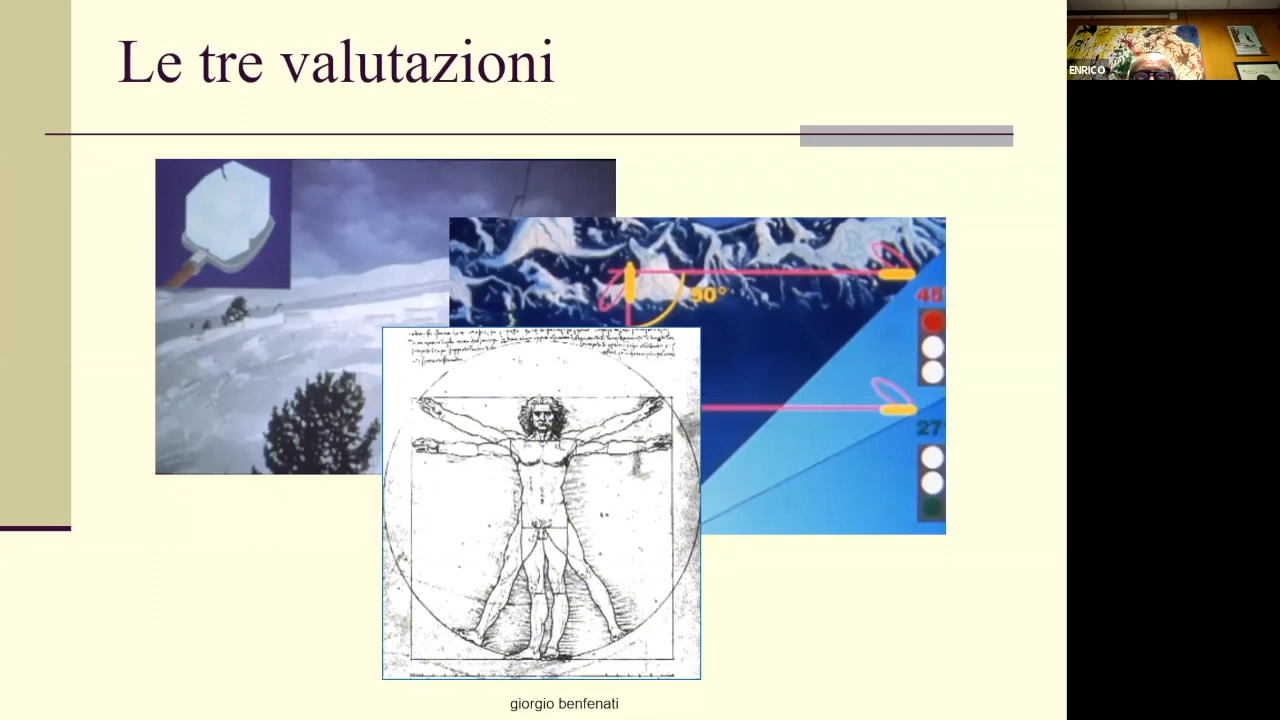 Le tre valutazioni
ENRICO
90°
45
27
giorgio benfenati